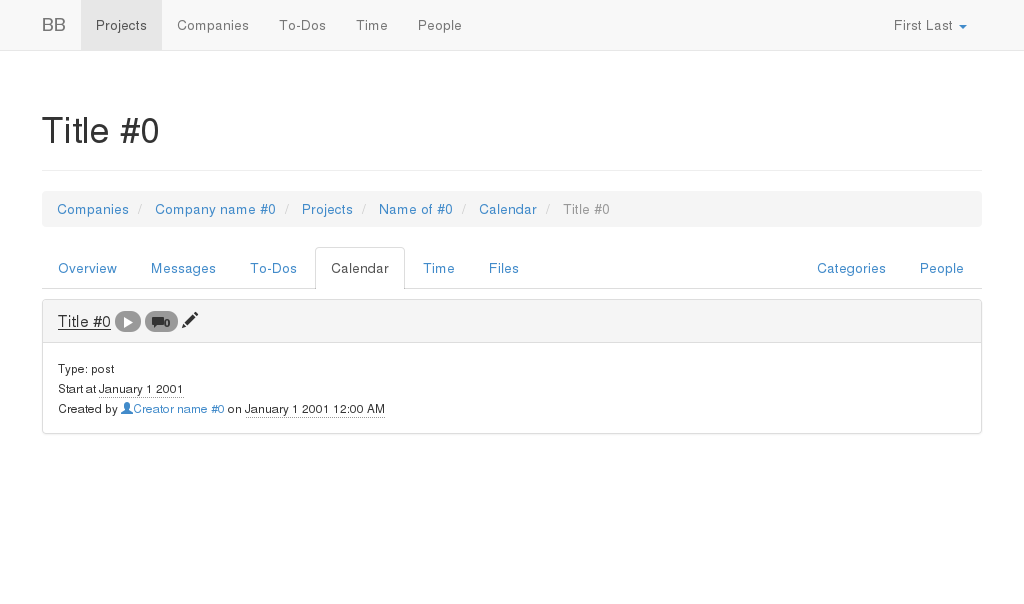 BB Projects Companies To-Dos Time People First Last
Title #0
Companies / Company name #0 / Projects / Name of #0 / Calendar / Title #0
Overview Messages To-Dos Calendar Time Files Categories People
Title #0 0
Type: post
Start at January 1 2001
Created by Creator name #0 on January 1 2001 12:00 AM